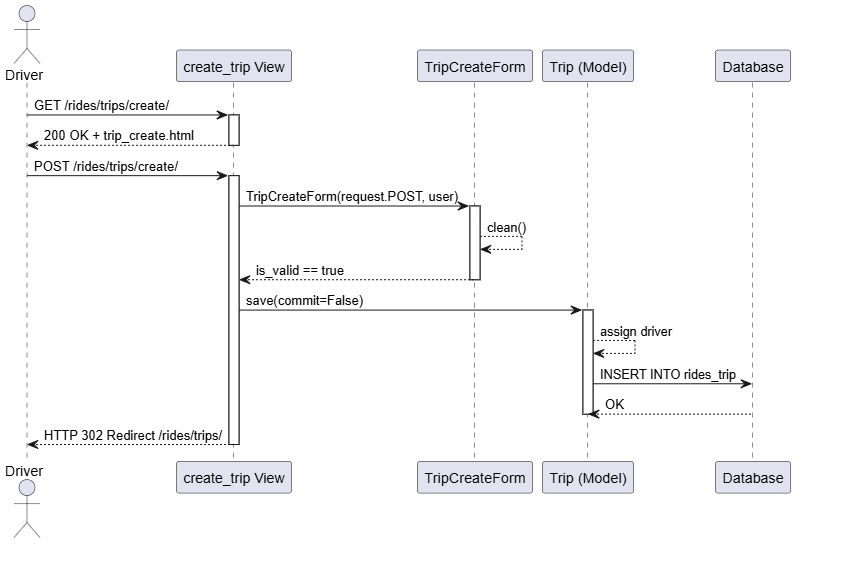 Driver
create_trip View
TripCreateForm
Trip (Model)
Database
GET /rides/trips/create/
200 OK + trip_create.html
POST /rides/trips/create/
TripCreateForm(request.POST, user)
clean()
is_valid == true
save(commit=False)
assign driver
INSERT INTO rides_trip
OK
HTTP 302 Redirect /rides/trips/
Driver
create_trip View
TripCreateForm
Trip (Model)
Database